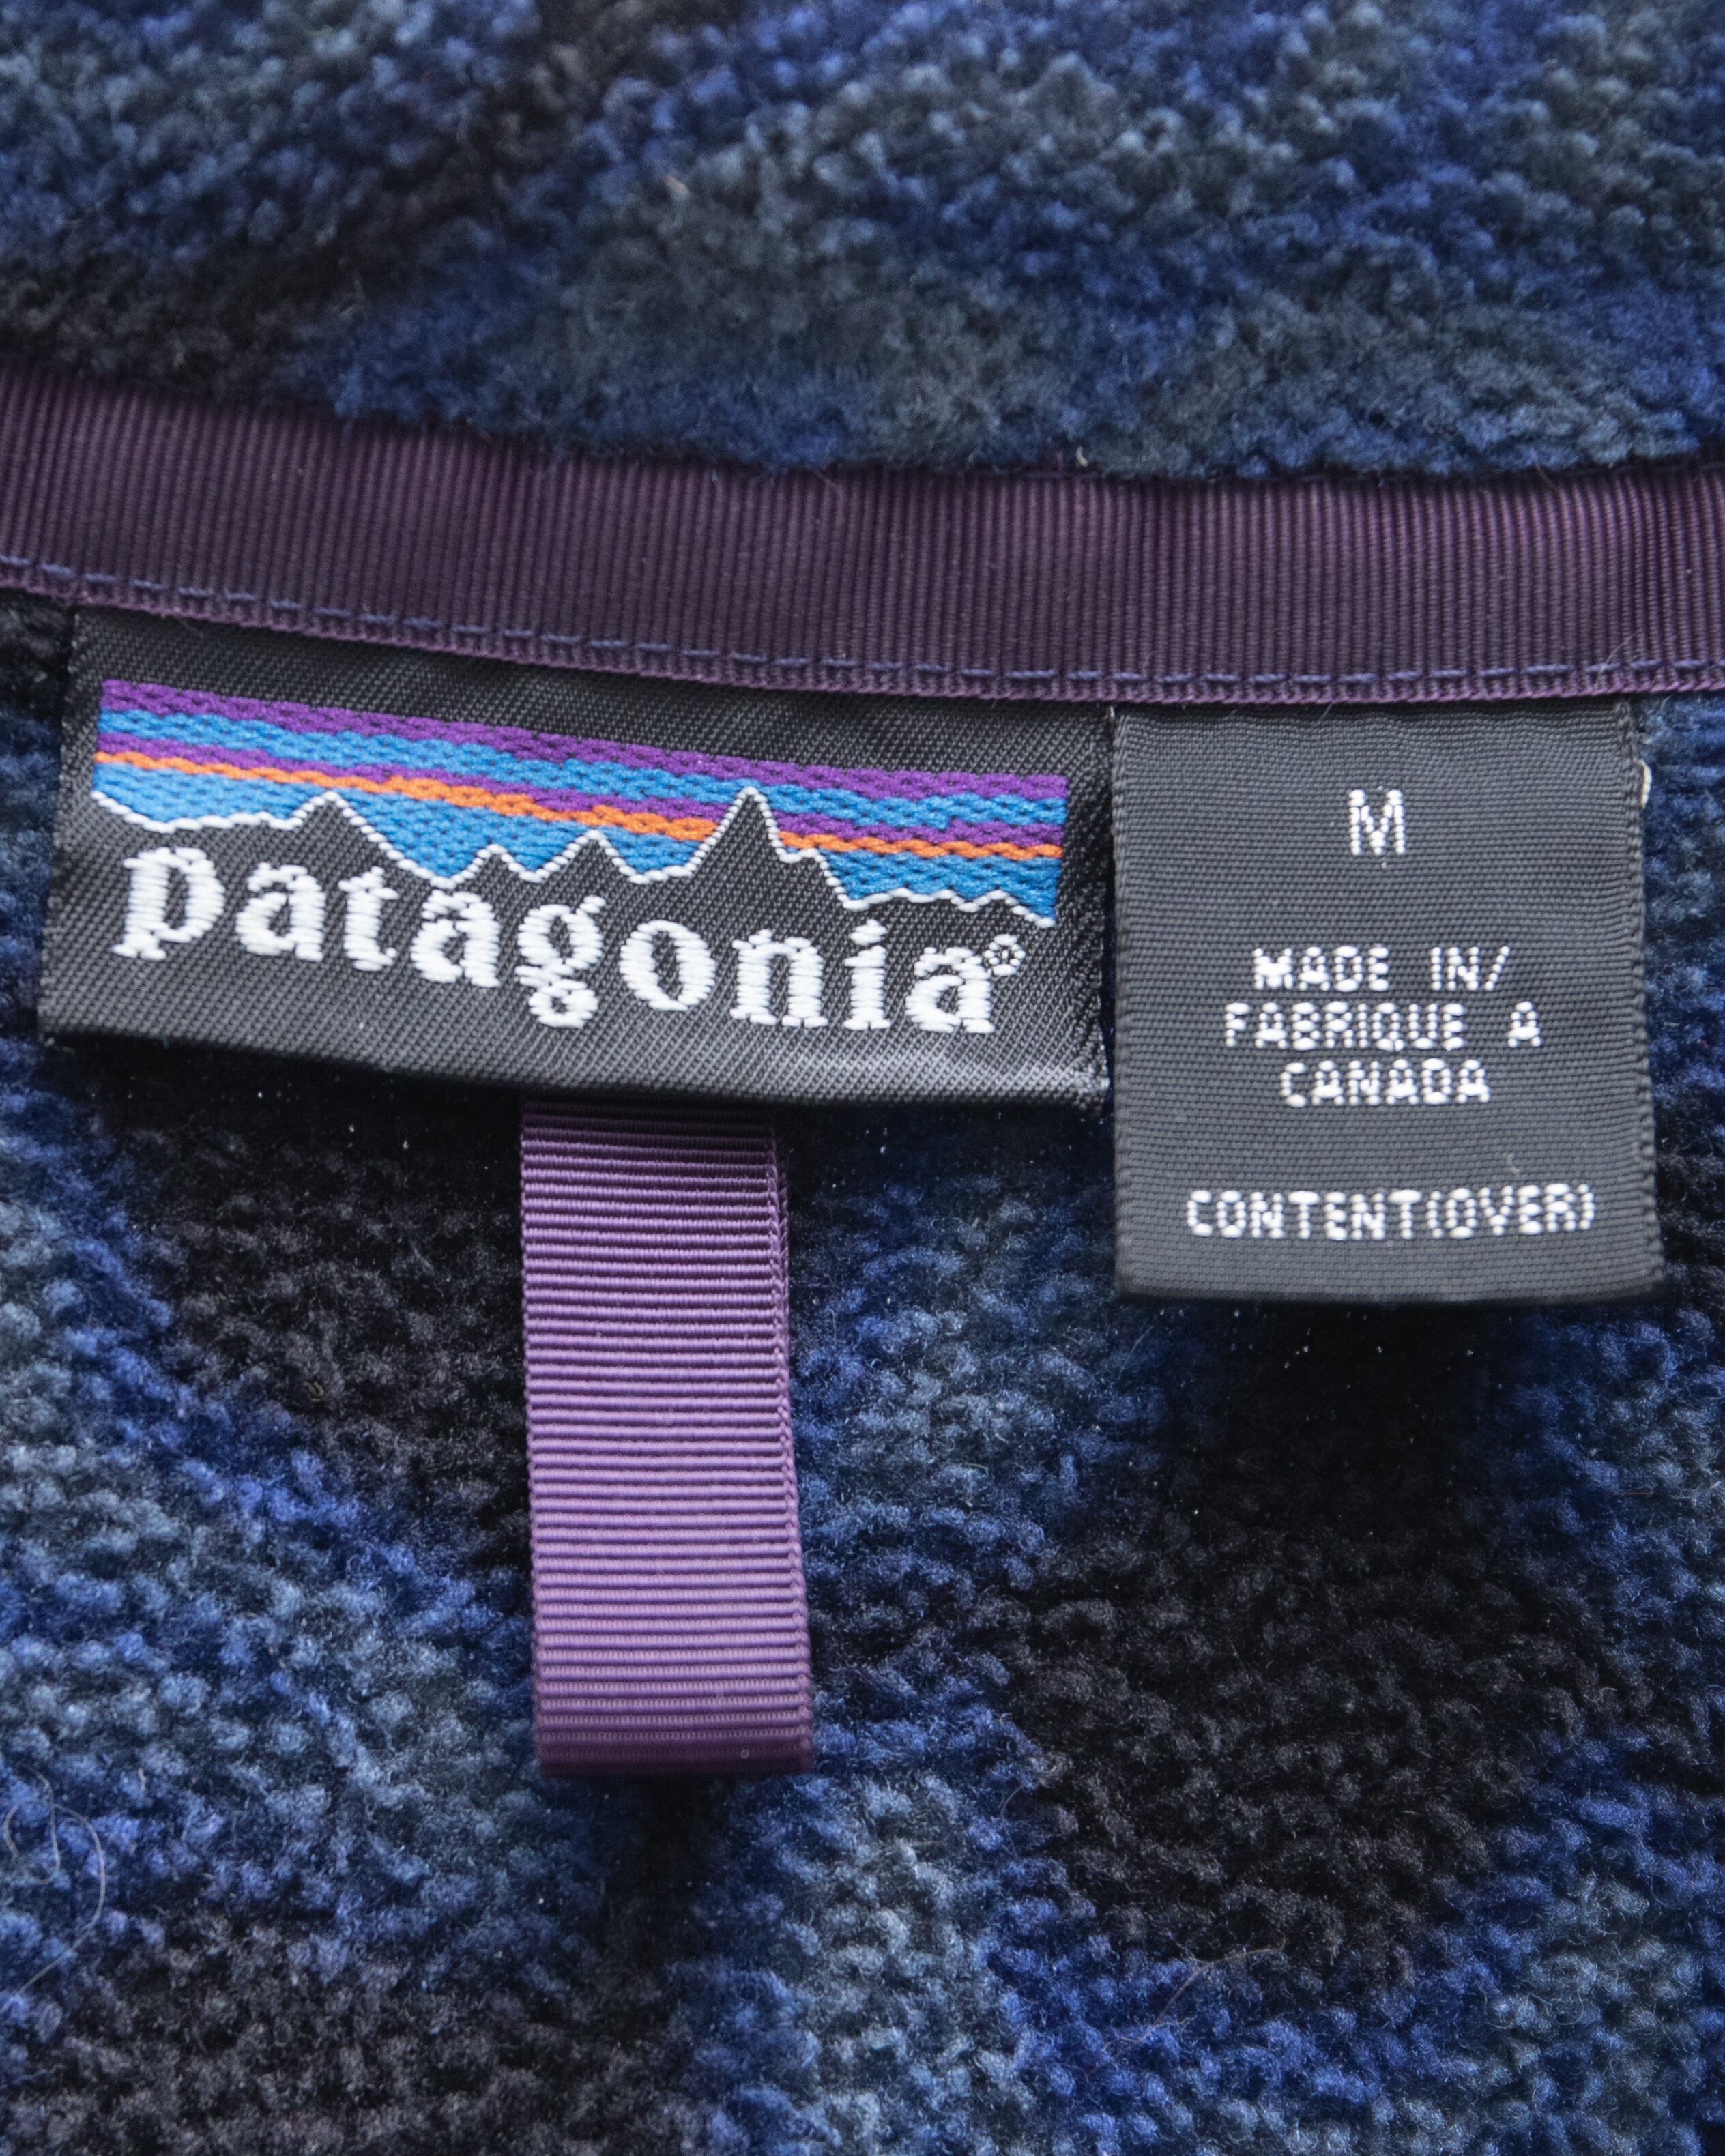 patagonia®
M
MADE IN/
FABRIQUE A
CANADA
CONTENT(OVER)